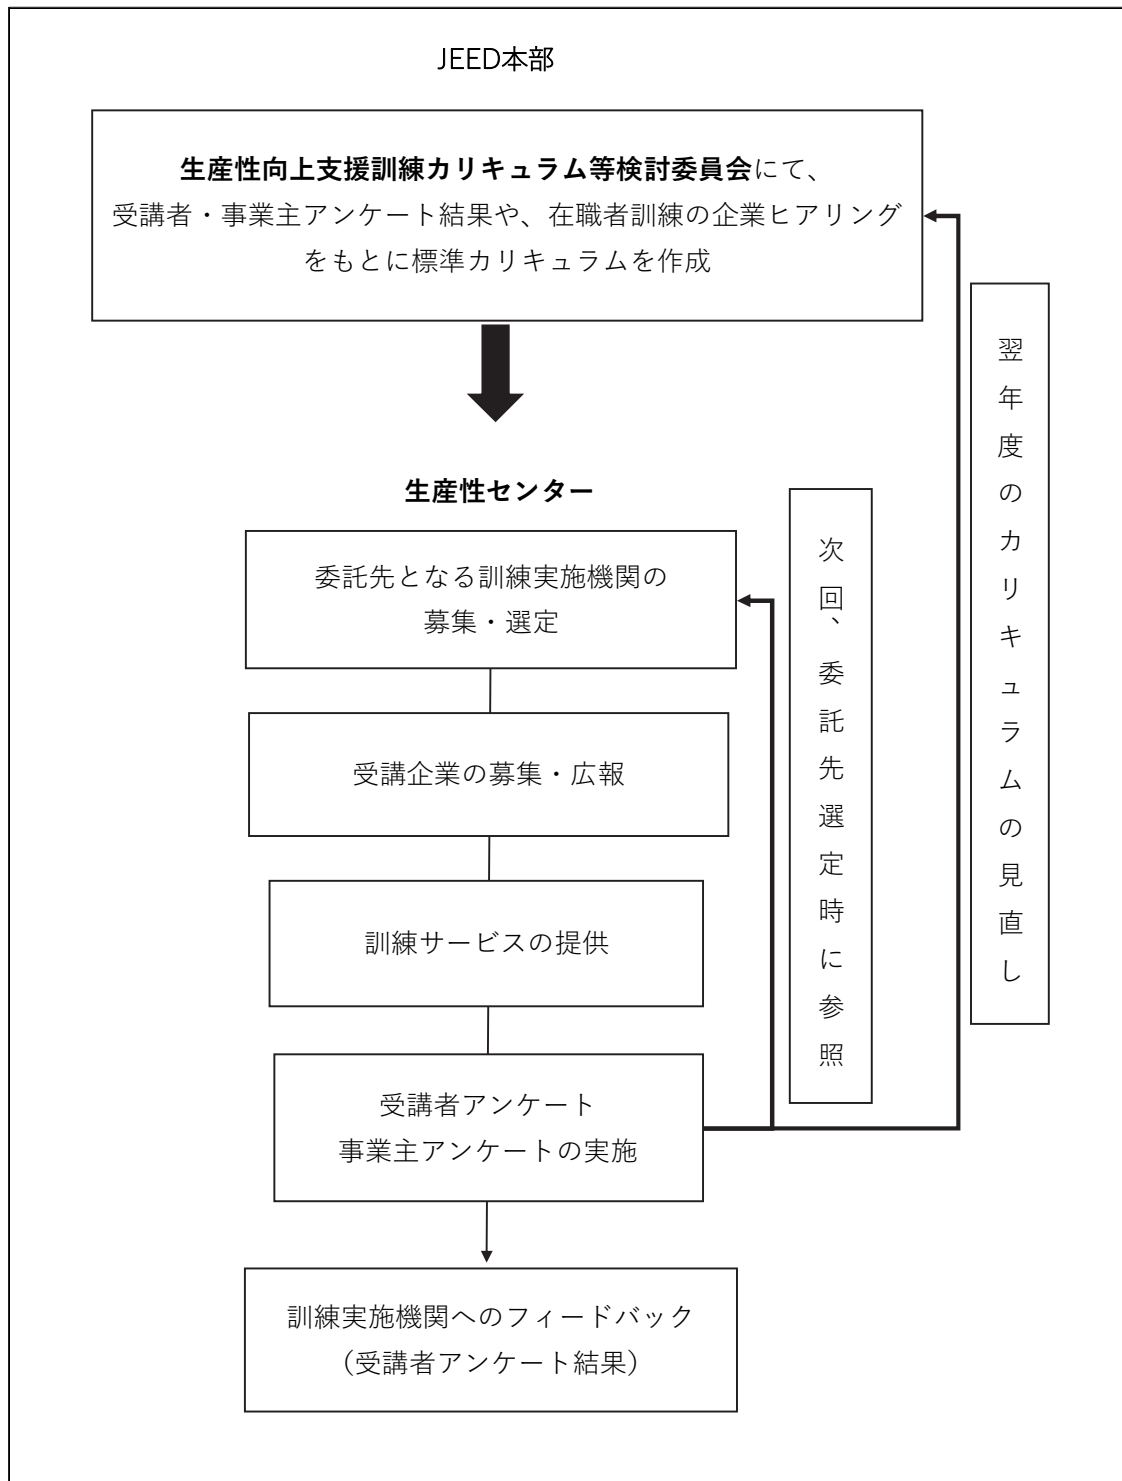 JEED本部
生産性向上支援訓練カリキュラム等検討委員会にて、
受講者・事業主アンケート結果や、在職者訓練の企業ヒアリング
をもとに標準カリキュラムを作成
生産性センター
委託先となる訓練実施機関の
募集・選定
受講企業の募集・広報
訓練サービスの提供
受講者アンケート
事業主アンケートの実施
訓練実施機関へのフィードバック
（受講者アンケート結果）
次回、委託先選定時に参照
翌年度のカリキュラムの見直し